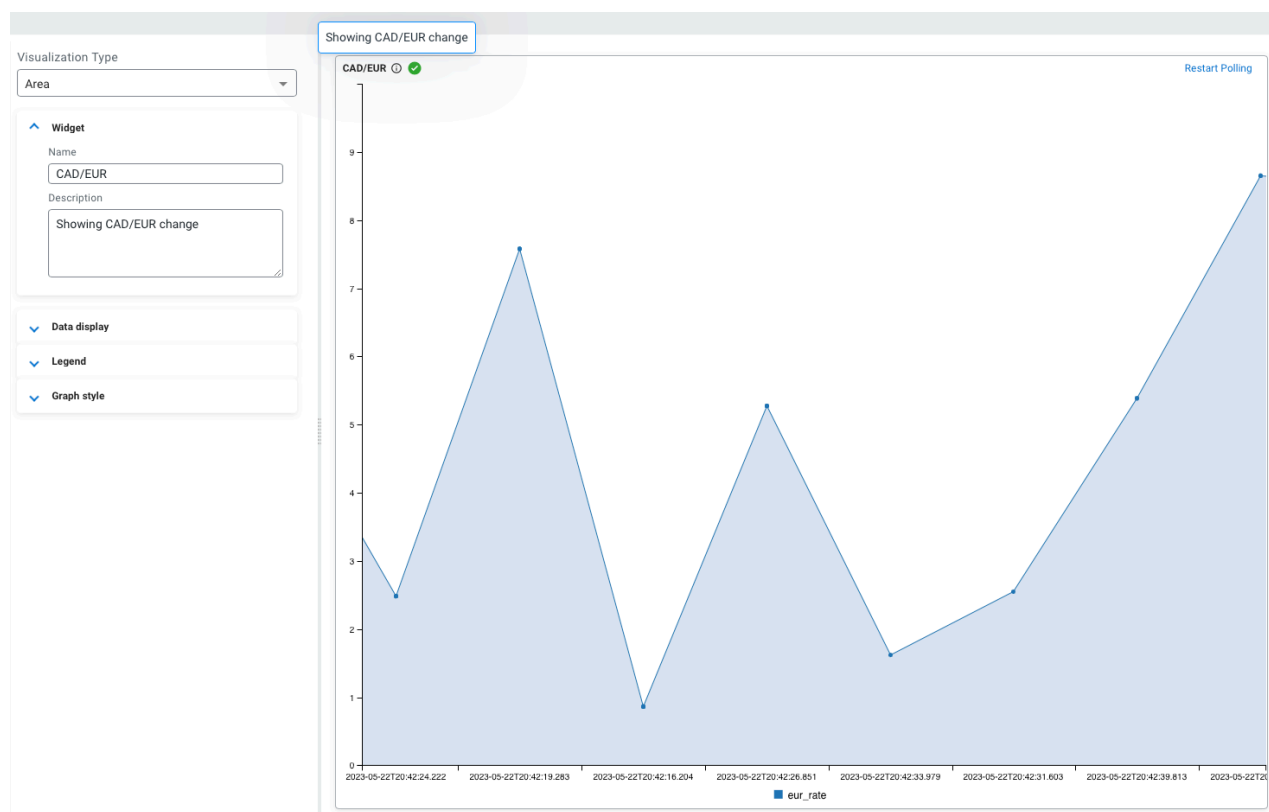 Showing CAD/EUR change
Visualization Type
Area
Widget
Name
CAD/EUR
Description
Showing CAD/EUR change
Data display
Legend
Graph style
CAD/EUR
Restart Polling
9
8
7
6
5
4
3
2
1
0
2023-05-22T20:42:24.222 2023-05-22T20:42:19.283 2023-05-22T20:42:16.204 2023-05-22T20:42:26.851 2023-05-22T20:42:33.979 2023-05-22T20:42:31.603 2023-05-22T20:42:39.813 2023-05-22T20
eur_rate